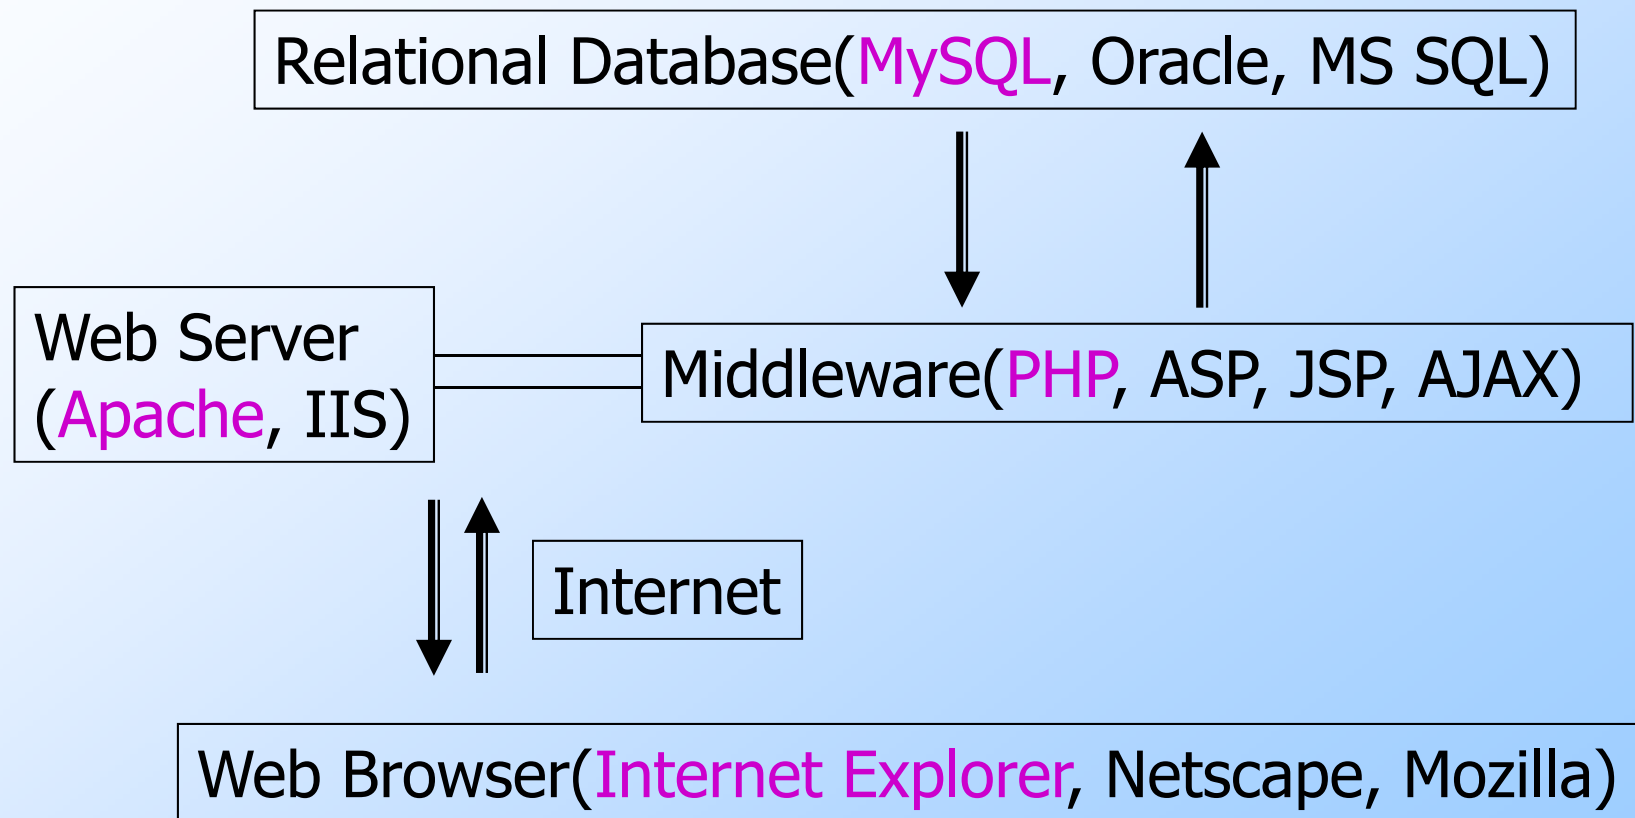 Relational Database(MySQL, Oracle, MS SQL)
Web Server
(Apache, IIS)
Middleware(PHP, ASP, JSP, AJAX)
Internet
Web Browser(Internet Explorer, Netscape, Mozilla)